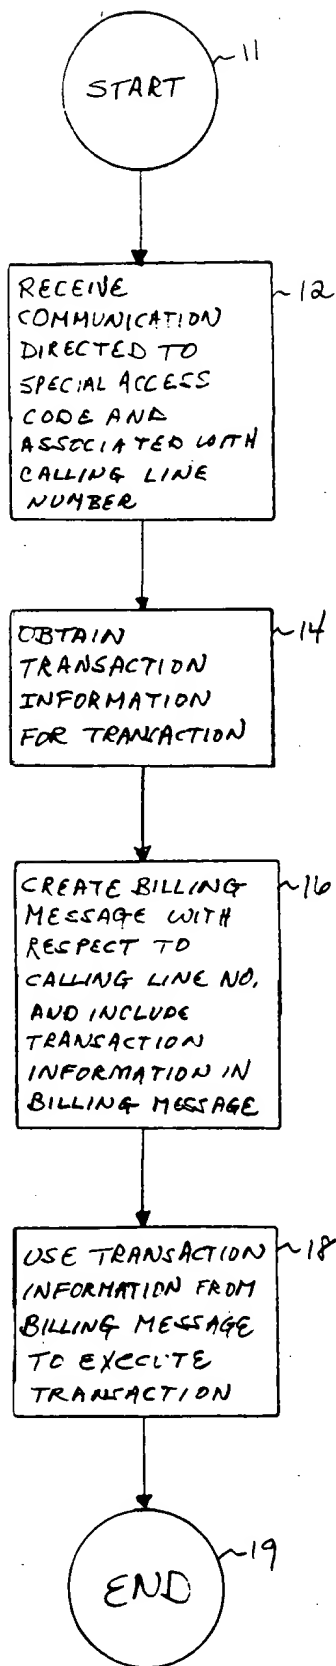 START
~11
RECEIVE ~12
COMMUNICATION
DIRECTED TO
SPECIAL ACCESS
CODE AND
ASSOCIATED WITH
CALLING LINE
NUMBER
OBTAIN ~14
TRANSACTION
INFORMATION
FOR TRANSACTION
CREATE BILLING ~16
MESSAGE WITH
RESPECT TO
CALLING LINE NO.
AND INCLUDE
TRANSACTION
INFORMATION IN
BILLING MESSAGE
USE TRANSACTION ~18
INFORMATION FROM
BILLING MESSAGE
TO EXECUTE
TRANSACTION
~19
END